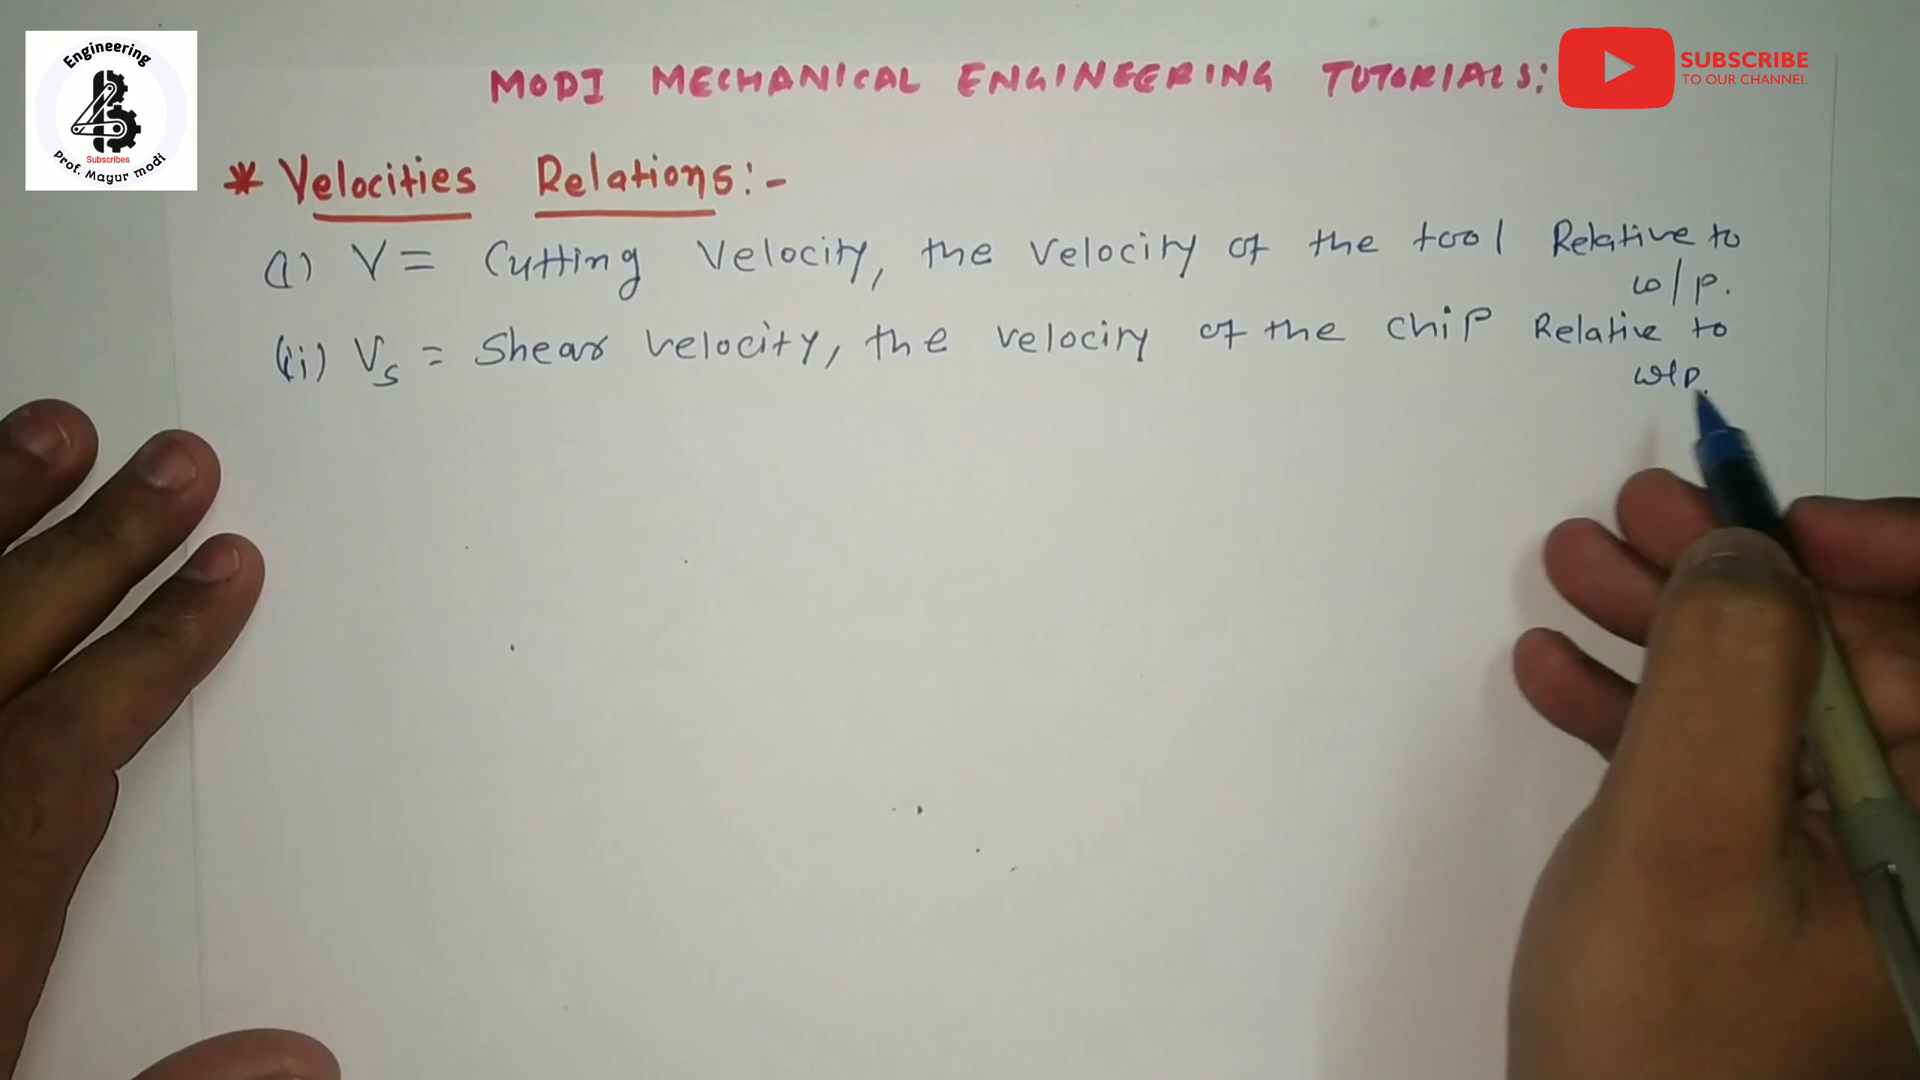 Engineering
Subscribes
Prof. Mayur modi
MODI MECHANICAL ENGINEERING TUTORIALS:
SUBSCRIBE
TO OUR CHANNEL
* Velocities Relations:-
(i) V = Cutting Velocity, the velocity of the tool Relative to
w/p.
(ii) Vs = Shear velocity, the velocity of the chip Relative to
w/p.